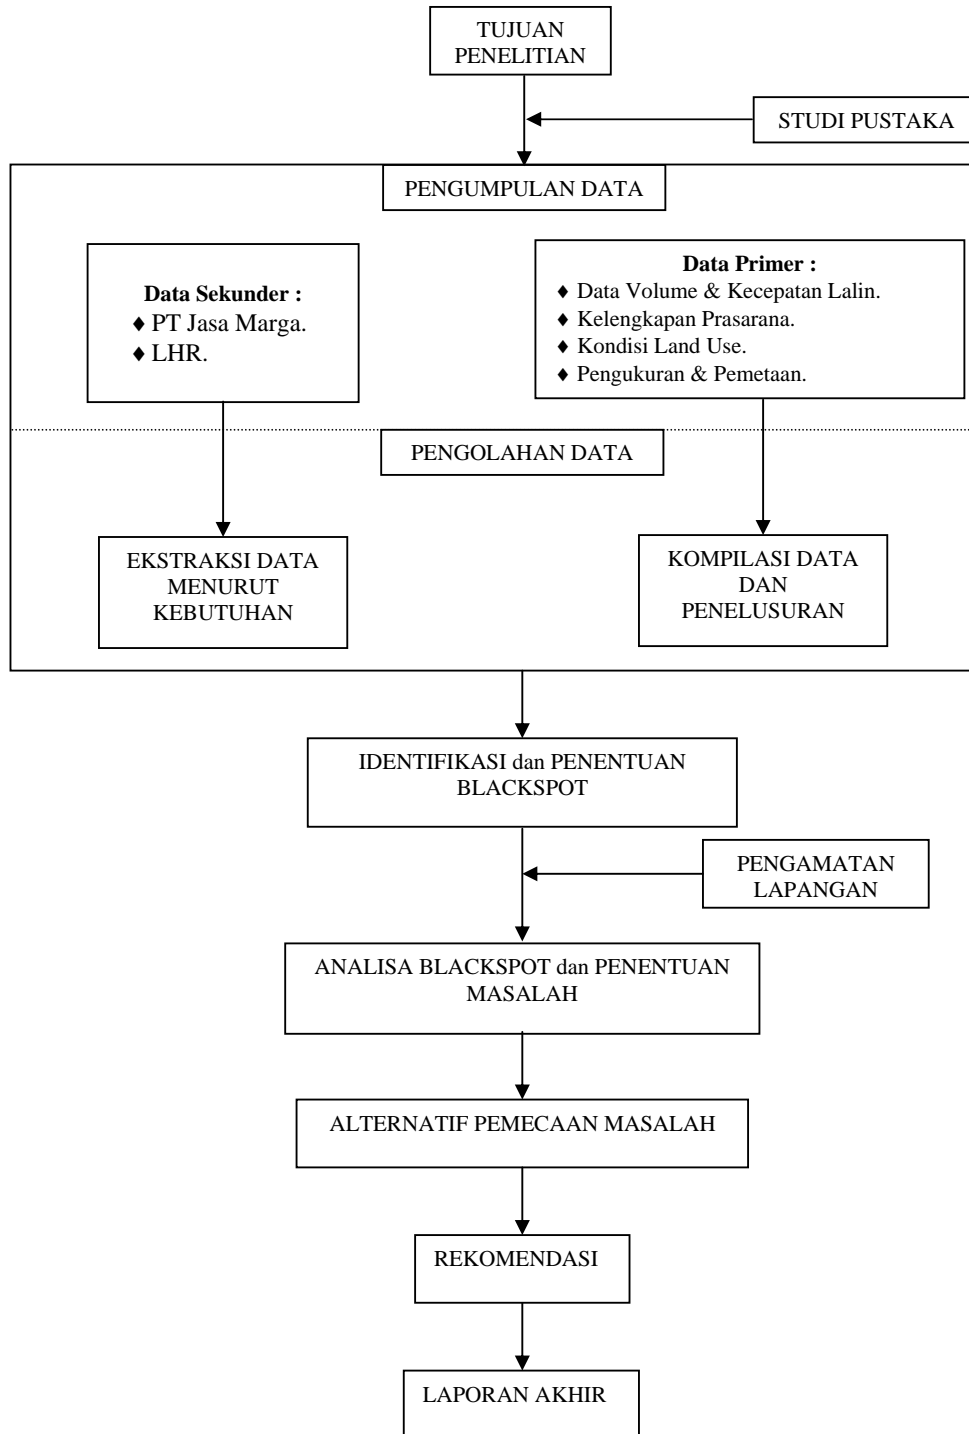 TUJUAN
PENELITIAN
STUDI PUSTAKA
PENGUMPULAN DATA
Data Sekunder :
♦ PT Jasa Marga.
♦ LHR.
Data Primer :
♦ Data Volume & Kecepatan Lalin.
♦ Kelengkapan Prasarana.
♦ Kondisi Land Use.
♦ Pengukuran & Pemetaan.
PENGOLAHAN DATA
EKSTRAKSI DATA
MENURUT
KEBUTUHAN
KOMPILASI DATA
DAN
PENELUSURAN
IDENTIFIKASI dan PENENTUAN
BLACKSPOT
PENGAMATAN
LAPANGAN
ANALISA BLACKSPOT dan PENENTUAN
MASALAH
ALTERNATIF PEMECAAN MASALAH
REKOMENDASI
LAPORAN AKHIR